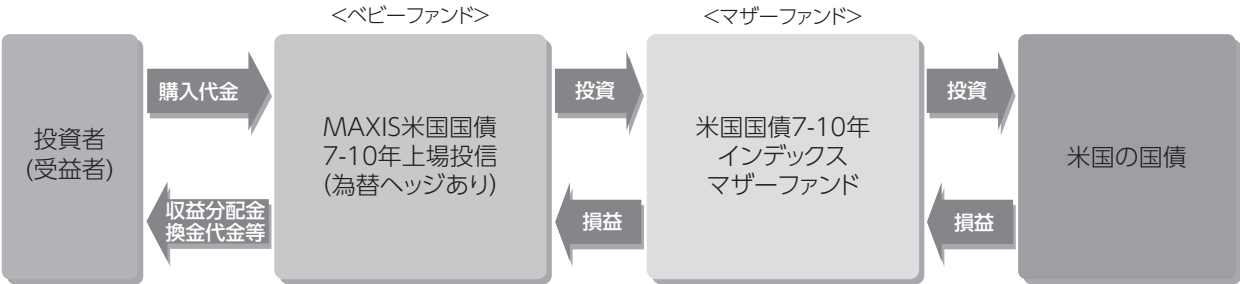 <ベビーファンド>
<マザーファンド>
投資者
(受益者)
購入代金
収益分配金
換金代金等
MAXIS米国国債
7-10年上場投信
(為替ヘッジあり)
投資
損益
米国国債7-10年
インデックス
マザーファンド
投資
損益
米国の国債